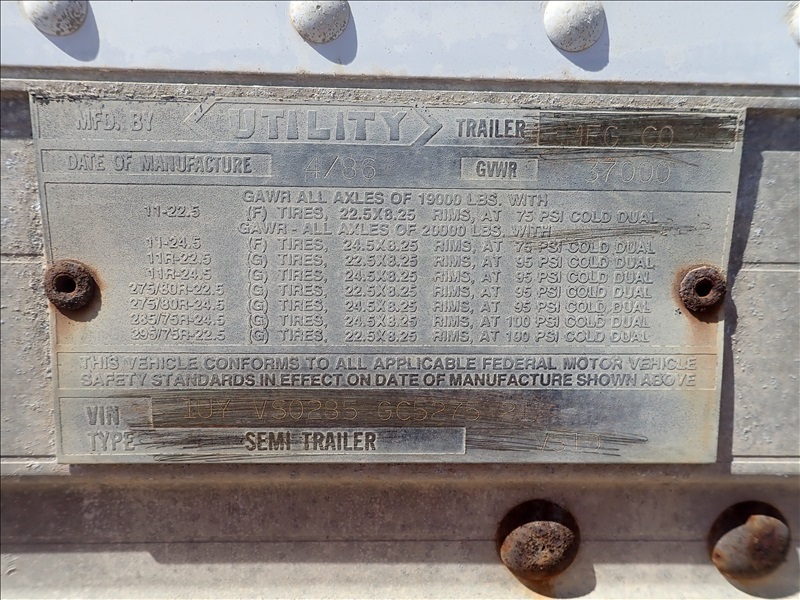 MFD. BY UTILITY TRAILER MFG CO
DATE OF MANUFACTURE 4/86 GVWR 37000
GAWR ALL AXLES OF 19000 LBS. WITH
11-22.5 (F) TIRES, 22.5X8.25 RIMS, AT 75 PSI COLD DUAL
GAWR - ALL AXLES OF 20000 LBS. WITH
11-24.5 (F) TIRES, 24.5X8.25 RIMS, AT 75 PSI COLD DUAL
11R-22.5 (G) TIRES, 22.5X8.25 RIMS, AT 95 PSI COLD DUAL
11R-24.5 (G) TIRES, 24.5X8.25 RIMS, AT 95 PSI COLD DUAL
275/80R-22.5 (G) TIRES, 22.5X8.25 RIMS, AT 95 PSI COLD DUAL
275/80R-24.5 (G) TIRES, 24.5X8.25 RIMS, AT 95 PSI COLD DUAL
285/75R-24.5 (G) TIRES, 24.5X8.25 RIMS, AT 100 PSI COLD DUAL
295/75R-22.5 (G) TIRES, 22.5X8.25 RIMS, AT 100 PSI COLD DUAL
THIS VEHICLE CONFORMS TO ALL APPLICABLE FEDERAL MOTOR VEHICLE
SAFETY STANDARDS IN EFFECT ON DATE OF MANUFACTURE SHOWN ABOVE
VIN 1UY VS0285
TYPE SEMI TRAILER